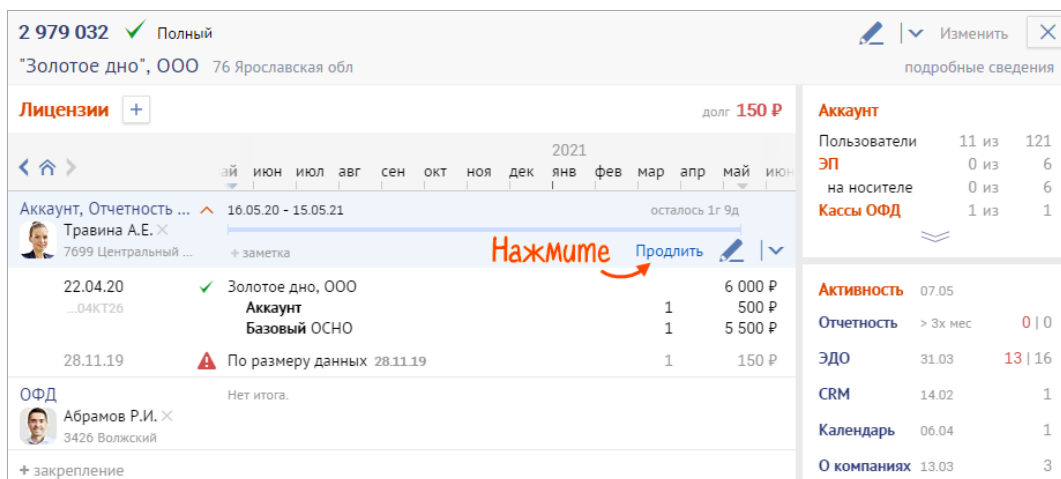 2 979 032 Полный
Изменить
"Золотое дно", ООО 76 Ярославская обл
подробные сведения
Лицензии +
долг 150 ₽
2021
ай июн июл авг сен окт ноя дек янв фев мар апр май июн
Аккаунт, Отчетность ... 16.05.20 - 15.05.21 осталось 1г 9д
Травина А.Е.
7699 Центральный ... + заметка
Нажмите
Продлить
22.04.20 Золотое дно, ООО 6 000 ₽
...04КТ26 Аккаунт 1 500 ₽
Базовый ОСНО 1 5 500 ₽
28.11.19 По размеру данных 28.11.19 1 150 ₽
ОФД Нет итога.
Абрамов Р.И.
3426 Волжский
+ закрепление
Аккаунт
Пользователи 11 из 121
ЭП 0 из 6
на носителе 0 из 6
Кассы ОФД 1 из 1
Активность 07.05
Отчетность > 3х мес 0 | 0
ЭДО 31.03 13 | 16
CRM 14.02 1
Календарь 06.04 1
О компаниях 13.03 3